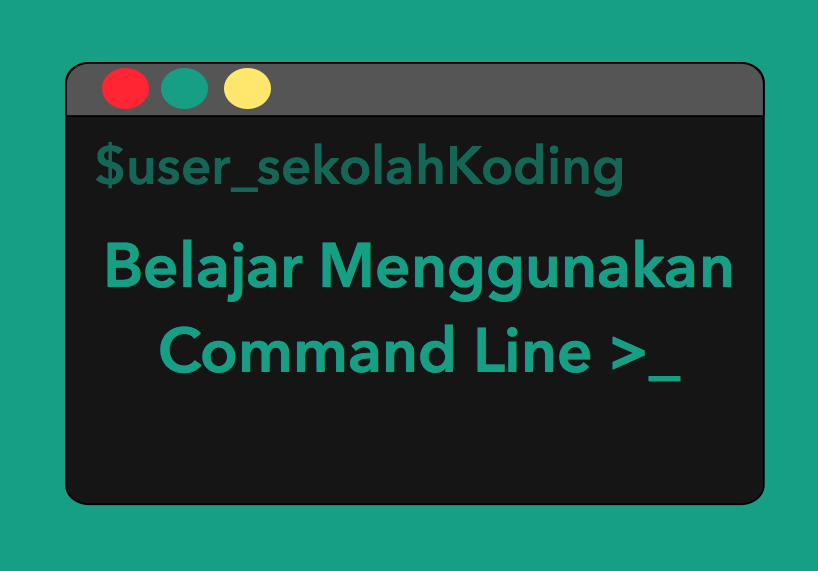 $user_sekolahKoding
Belajar Menggunakan
Command Line >_